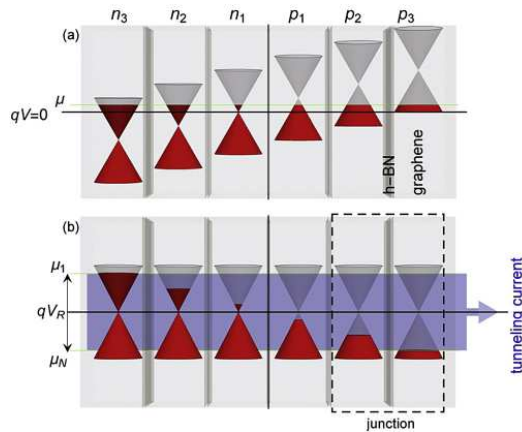 n3 n2 n1 p1 p2 p3
(a)
μ
qV=0
h-BN
graphene
(b)
μ1
qVR
μN
tunneling current
junction